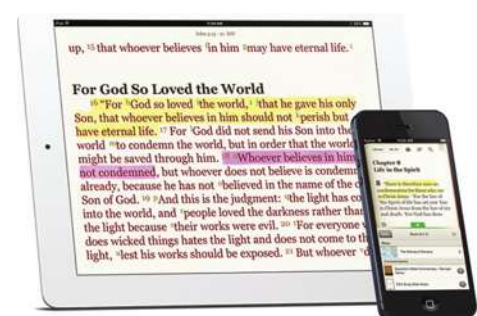 up, 15 that whoever believes in him may have eternal life.
For God So Loved the World
16 "For God so loved the world, that he gave his only
Son, that whoever believes in him should not perish but
have eternal life. 17 For God did not send his Son into the
world to condemn the world, but in order that the world
might be saved through him. 18 Whoever believes in him
not condemned, but whoever does not believe is condemn
already, because he has not believed in the name of the
Son of God. 19 And this is the judgment: the light has co
into the world, and people loved the darkness rather than
the light because their works were evil. 20 For everyone
does wicked things hates the light and does not come to th
light, lest his works should be exposed. 21 But whoever
Chapter 8
Life in the Spirit